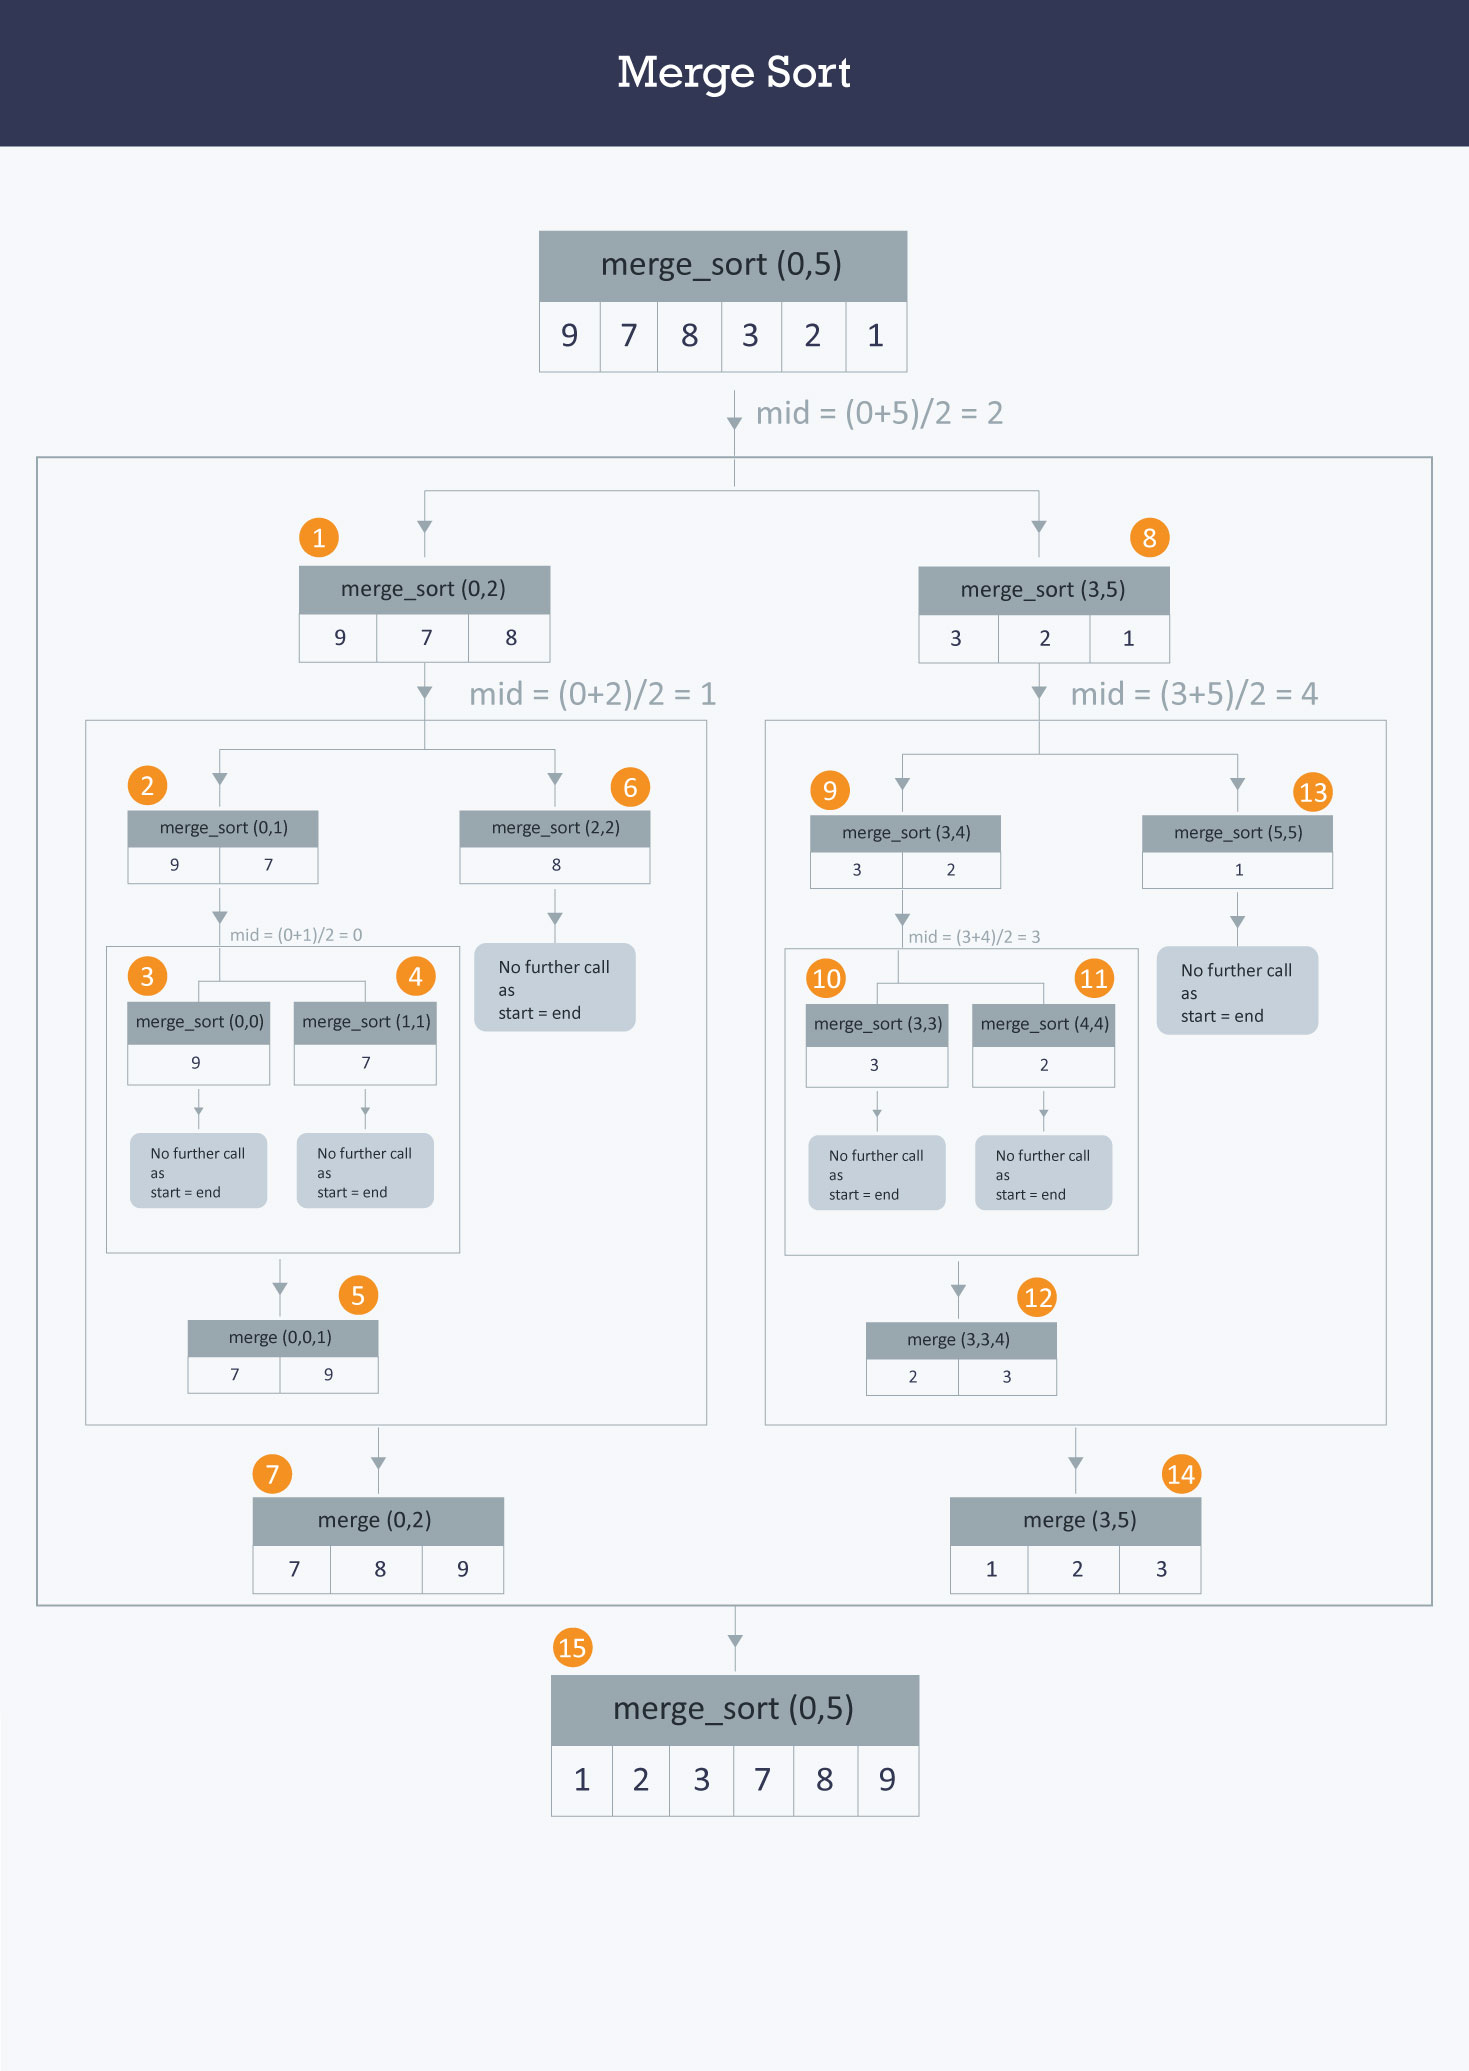 Merge Sort
merge_sort (0,5)
9 7 8 3 2 1
mid = (0+5)/2 = 2
1
merge_sort (0,2)
9 7 8
mid = (0+2)/2 = 1
2
merge_sort (0,1)
9 7
mid = (0+1)/2 = 0
3
merge_sort (0,0)
9
No further call
as
start = end
4
merge_sort (1,1)
7
No further call
as
start = end
5
merge (0,0,1)
7 9
6
merge_sort (2,2)
8
No further call
as
start = end
7
merge (0,2)
7 8 9
8
merge_sort (3,5)
3 2 1
mid = (3+5)/2 = 4
9
merge_sort (3,4)
3 2
mid = (3+4)/2 = 3
10
merge_sort (3,3)
3
No further call
as
start = end
11
merge_sort (4,4)
2
No further call
as
start = end
12
merge (3,3,4)
2 3
13
merge_sort (5,5)
1
No further call
as
start = end
14
merge (3,5)
1 2 3
15
merge_sort (0,5)
1 2 3 7 8 9